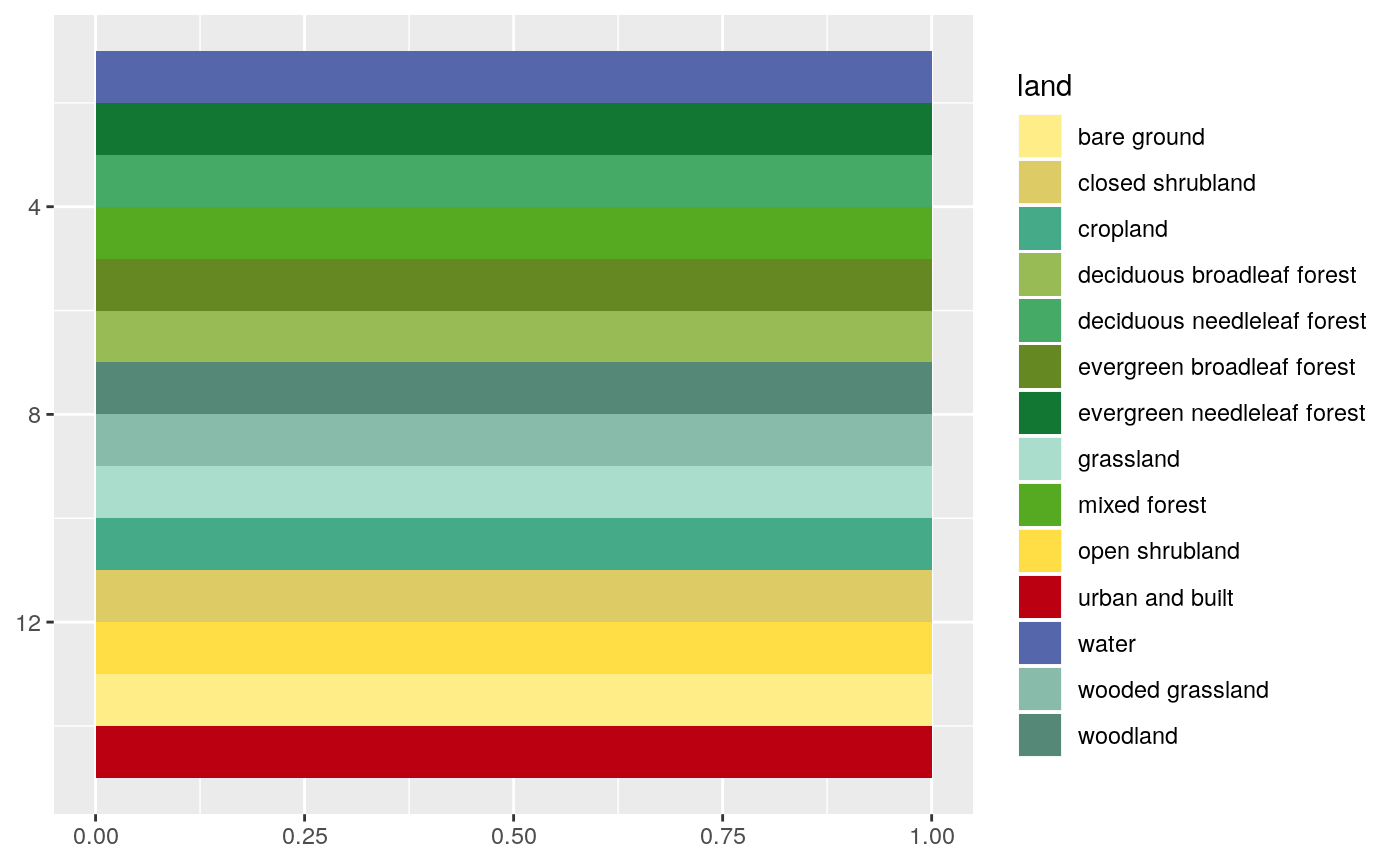 4
8
12
0.00 0.25 0.50 0.75 1.00
land
bare ground
closed shrubland
cropland
deciduous broadleaf forest
deciduous needleleaf forest
evergreen broadleaf forest
evergreen needleleaf forest
grassland
mixed forest
open shrubland
urban and built
water
wooded grassland
woodland